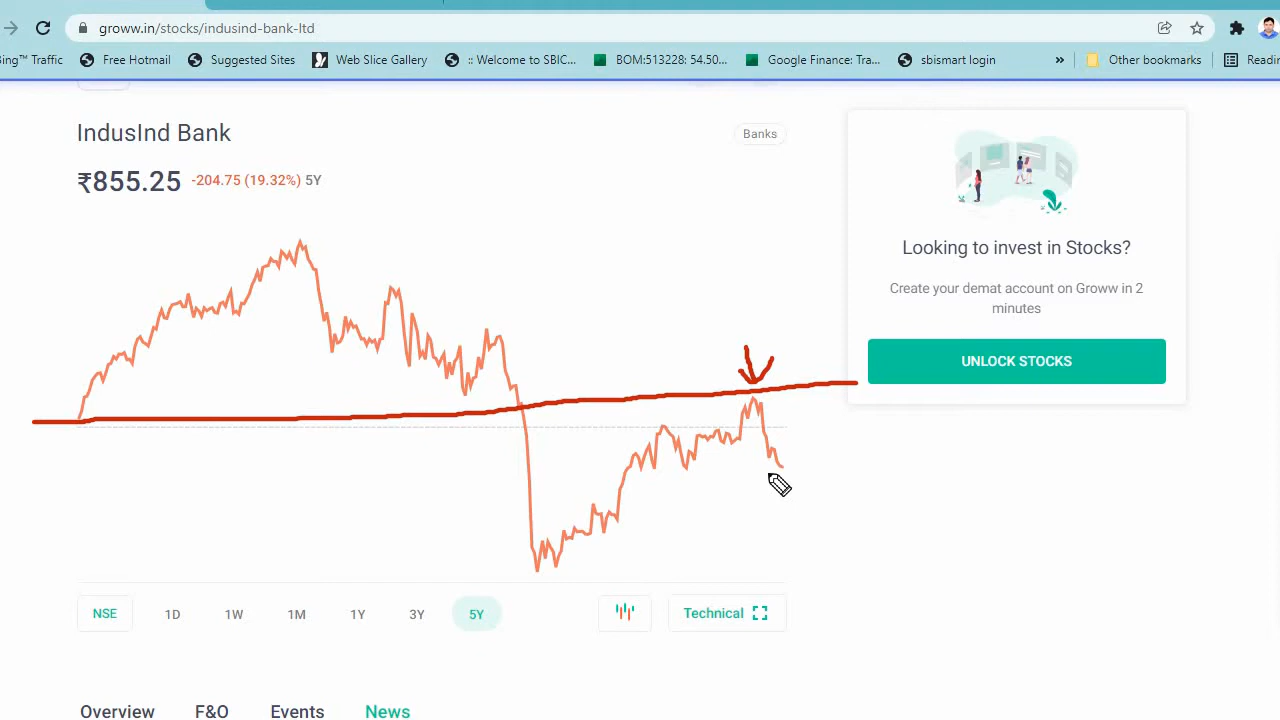 groww.in/stocks/indusind-bank-ltd
Bing™ Traffic Free Hotmail Suggested Sites Web Slice Gallery :: Welcome to SBIC... BOM:513228: 54.50... Google Finance: Tra... sbismart login » Other bookmarks Readin
IndusInd Bank
Banks
₹855.25 -204.75 (19.32%) 5Y
Looking to invest in Stocks?
Create your demat account on Groww in 2
minutes
UNLOCK STOCKS
NSE 1D 1W 1M 1Y 3Y 5Y Technical
Overview F&O Events News